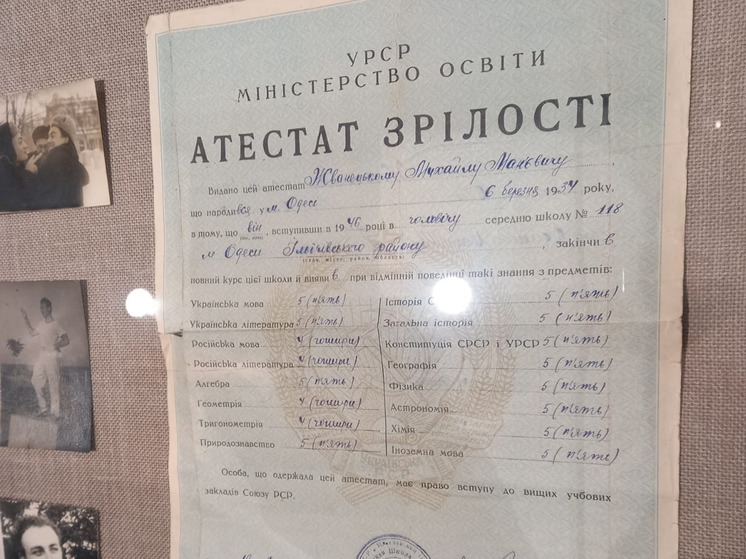 УРСР
МІНІСТЕРСТВО ОСВІТИ
АТЕСТАТ ЗРІЛОСТІ
Видано цей атестат Жванецькому МихайлуМан'євичу
що народився у м. Одесі 6 березня 1934 року,
в тому, що він, вступивши в 1946 році в чоловічу середню школу № 118
м Одеси Іллічівського району, закінчив
повний курс цієї школи й виявив при відмінній поведінці такі знання з предметів:
Українська мова 5 (п'ять) Історія 5 (п'ять)
Українська література 5 (п'ять) Загальна історія 5 (п'ять)
Російська мова 4 (чотири) Конституція СРСР і УРСР 5 (п'ять)
Російська література 4 (чотири) Географія 5 (п'ять)
Алгебра 5 (п'ять) Фізика 5 (п'ять)
Геометрія 4 (чотири) Астрономія 5 (п'ять)
Тригонометрія 4 (чотири) Хімія 5 (п'ять)
Природознавство 5 (п'ять) Іноземна мова 5 (п'ять)
Особа, що одержала цей атестат, має право вступу до вищих учбових
закладів Союзу РСР.